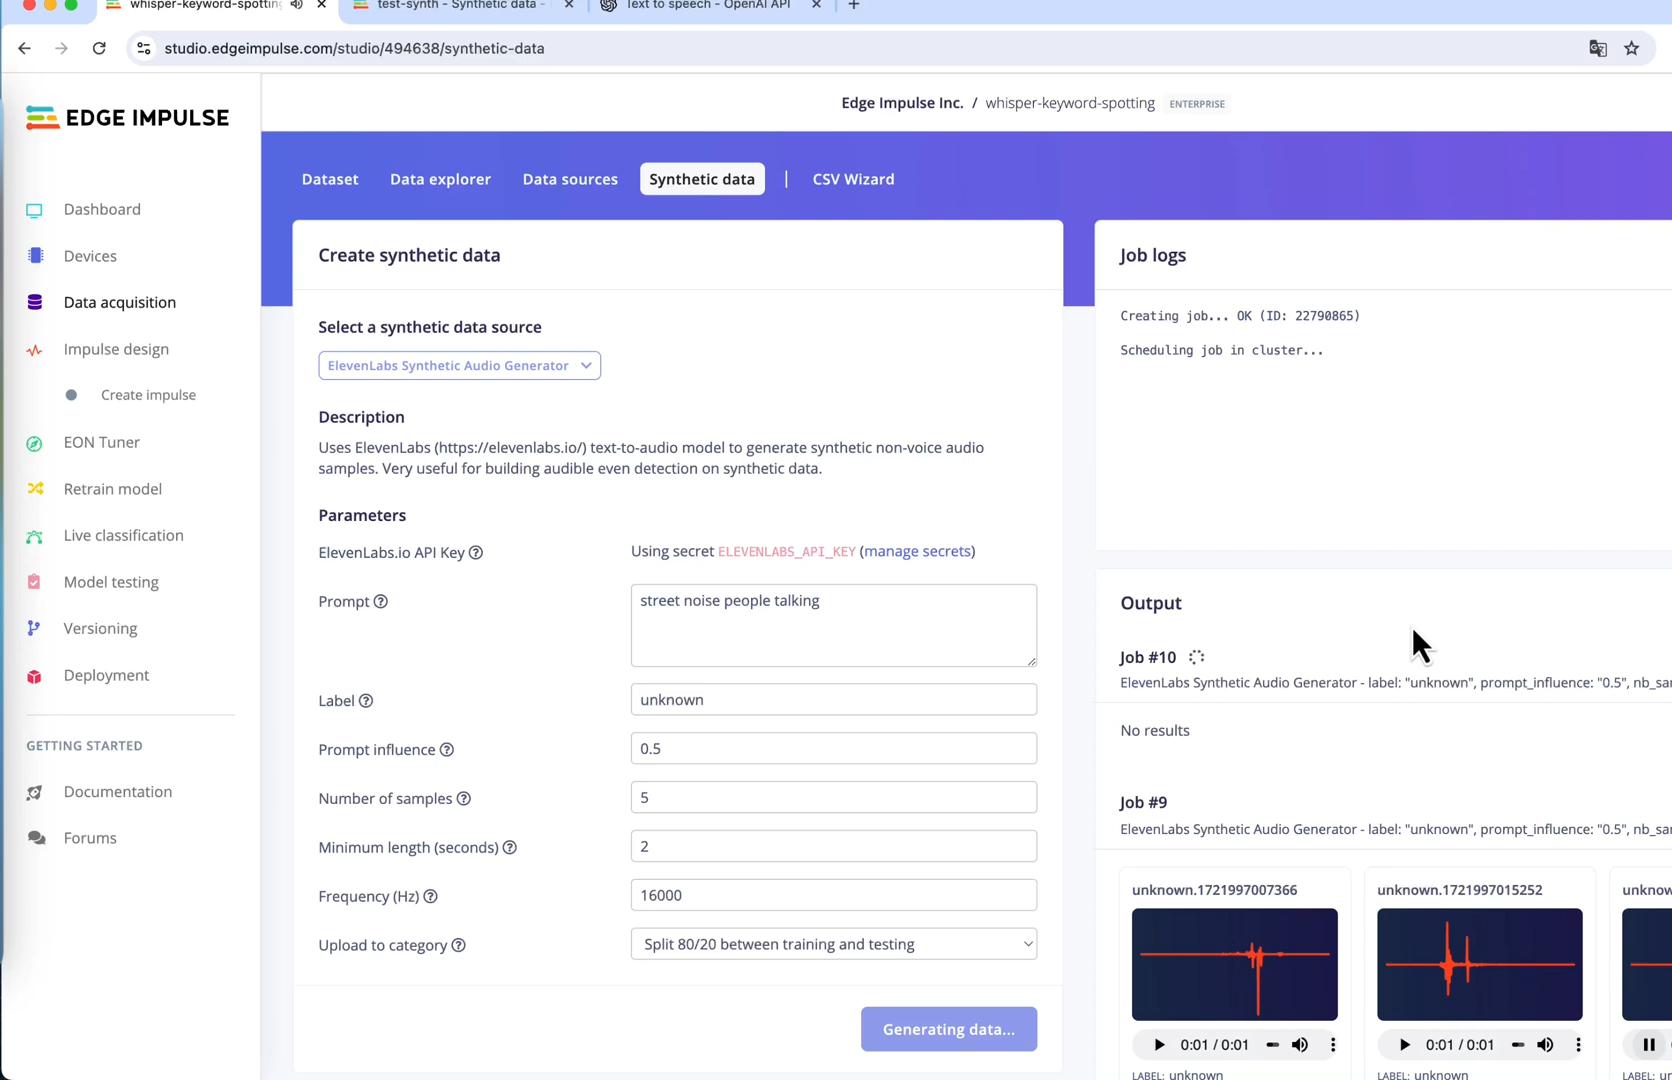 whisper-keyword-spotting
test-synth - Synthetic data -
Text to speech - OpenAI API
studio.edgeimpulse.com/studio/494638/synthetic-data
EDGE IMPULSE
Edge Impulse Inc. / whisper-keyword-spotting ENTERPRISE
Dataset
Data explorer
Data sources
Synthetic data
|
CSV Wizard
Dashboard
Devices
Data acquisition
Impulse design
Create impulse
EON Tuner
Retrain model
Live classification
Model testing
Versioning
Deployment
GETTING STARTED
Documentation
Forums
Create synthetic data
Select a synthetic data source
ElevenLabs Synthetic Audio Generator
Description
Uses ElevenLabs (https://elevenlabs.io/) text-to-audio model to generate synthetic non-voice audio
samples. Very useful for building audible even detection on synthetic data.
Parameters
ElevenLabs.io API Key ?
Using secret ELEVENLABS_API_KEY (manage secrets)
Prompt ?
street noise people talking
Label ?
unknown
Prompt influence ?
0.5
Number of samples ?
5
Minimum length (seconds) ?
2
Frequency (Hz) ?
16000
Upload to category ?
Split 80/20 between training and testing
Generating data...
Job logs
Creating job... OK (ID: 22790865)
Scheduling job in cluster...
Output
Job #10
ElevenLabs Synthetic Audio Generator - label: "unknown", prompt_influence: "0.5", nb_sa
No results
Job #9
ElevenLabs Synthetic Audio Generator - label: "unknown", prompt_influence: "0.5", nb_sa
unknown.1721997007366
unknown.1721997015252
unknow
0:01 / 0:01
0:01 / 0:01
LABEL: unknown
LABEL: unknown
LABEL: un